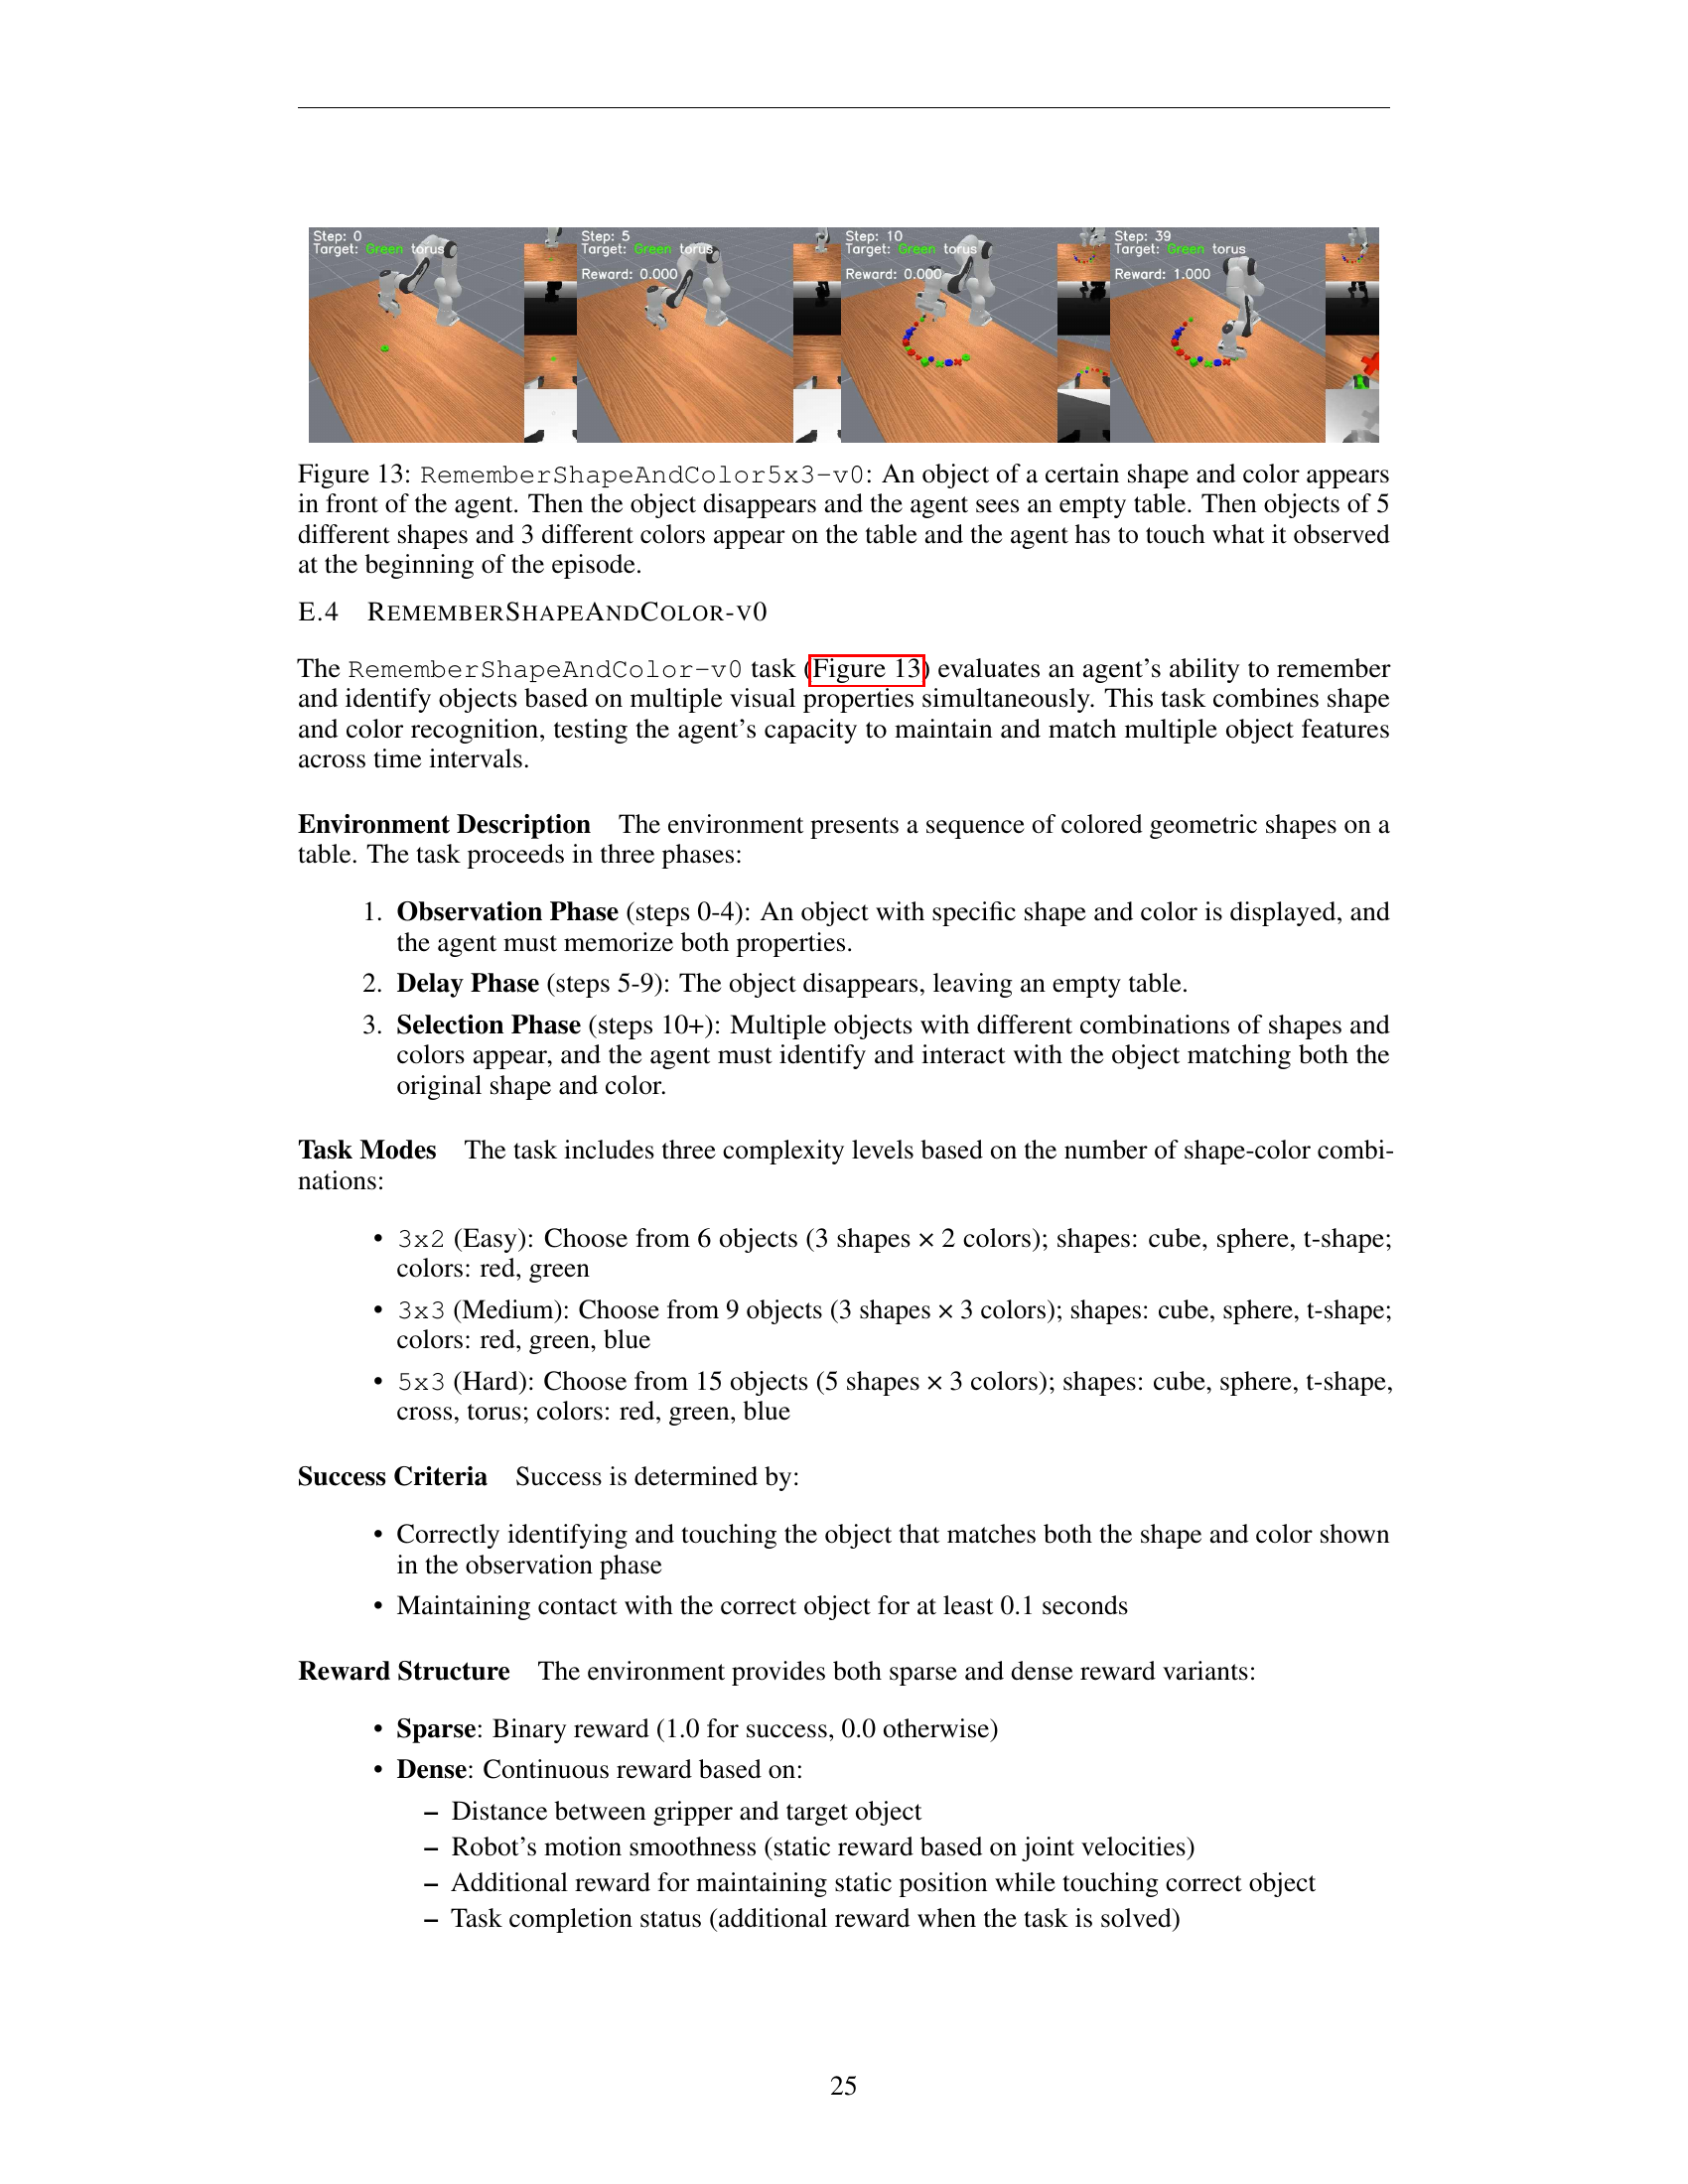 Step: 0
Target: Green torus
Step: 5
Target: Green torus
Reward: 0.000
Step: 10
Target: Green torus
Reward: 0.000
Step: 39
Target: Green torus
Reward: 1.000
Figure 13: RememberShapeAndColor5x3-v0: An object of a certain shape and color appears
in front of the agent. Then the object disappears and the agent sees an empty table. Then objects of 5
different shapes and 3 different colors appear on the table and the agent has to touch what it observed
at the beginning of the episode.
E.4 REMEMBERSHAPEANDCOLOR-V0
The RememberShapeAndColor-v0 task (Figure 13) evaluates an agent's ability to remember
and identify objects based on multiple visual properties simultaneously. This task combines shape
and color recognition, testing the agent's capacity to maintain and match multiple object features
across time intervals.
Environment Description The environment presents a sequence of colored geometric shapes on a
table. The task proceeds in three phases:
1. Observation Phase (steps 0-4): An object with specific shape and color is displayed, and
the agent must memorize both properties.
2. Delay Phase (steps 5-9): The object disappears, leaving an empty table.
3. Selection Phase (steps 10+): Multiple objects with different combinations of shapes and
colors appear, and the agent must identify and interact with the object matching both the
original shape and color.
Task Modes The task includes three complexity levels based on the number of shape-color combi-
nations:
• 3x2 (Easy): Choose from 6 objects (3 shapes × 2 colors); shapes: cube, sphere, t-shape;
colors: red, green
• 3x3 (Medium): Choose from 9 objects (3 shapes × 3 colors); shapes: cube, sphere, t-shape;
colors: red, green, blue
• 5x3 (Hard): Choose from 15 objects (5 shapes × 3 colors); shapes: cube, sphere, t-shape,
cross, torus; colors: red, green, blue
Success Criteria Success is determined by:
• Correctly identifying and touching the object that matches both the shape and color shown
in the observation phase
• Maintaining contact with the correct object for at least 0.1 seconds
Reward Structure The environment provides both sparse and dense reward variants:
• Sparse: Binary reward (1.0 for success, 0.0 otherwise)
• Dense: Continuous reward based on:
– Distance between gripper and target object
– Robot's motion smoothness (static reward based on joint velocities)
– Additional reward for maintaining static position while touching correct object
– Task completion status (additional reward when the task is solved)
25